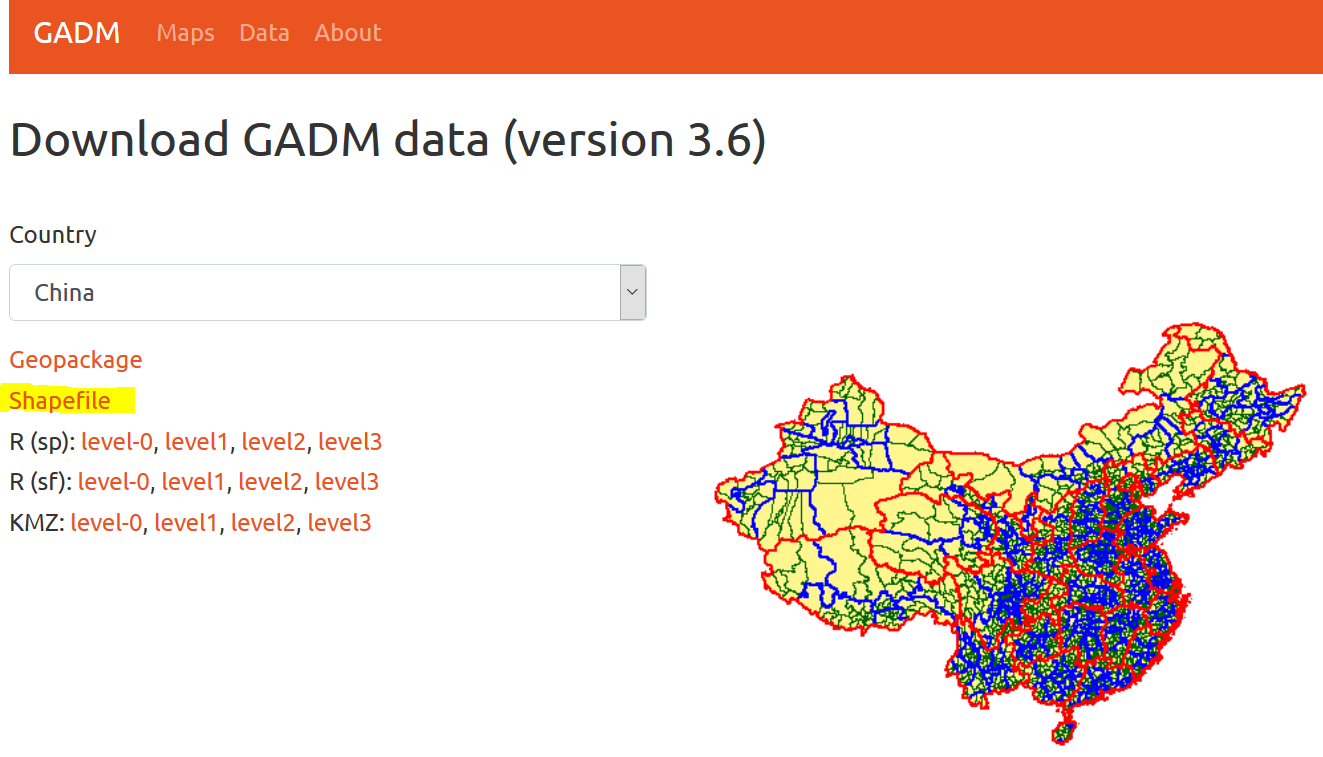 GADM Maps Data About
Download GADM data (version 3.6)
Country
China
Geopackage
Shapefile
R (sp): level-0, level1, level2, level3
R (sf): level-0, level1, level2, level3
KMZ: level-0, level1, level2, level3